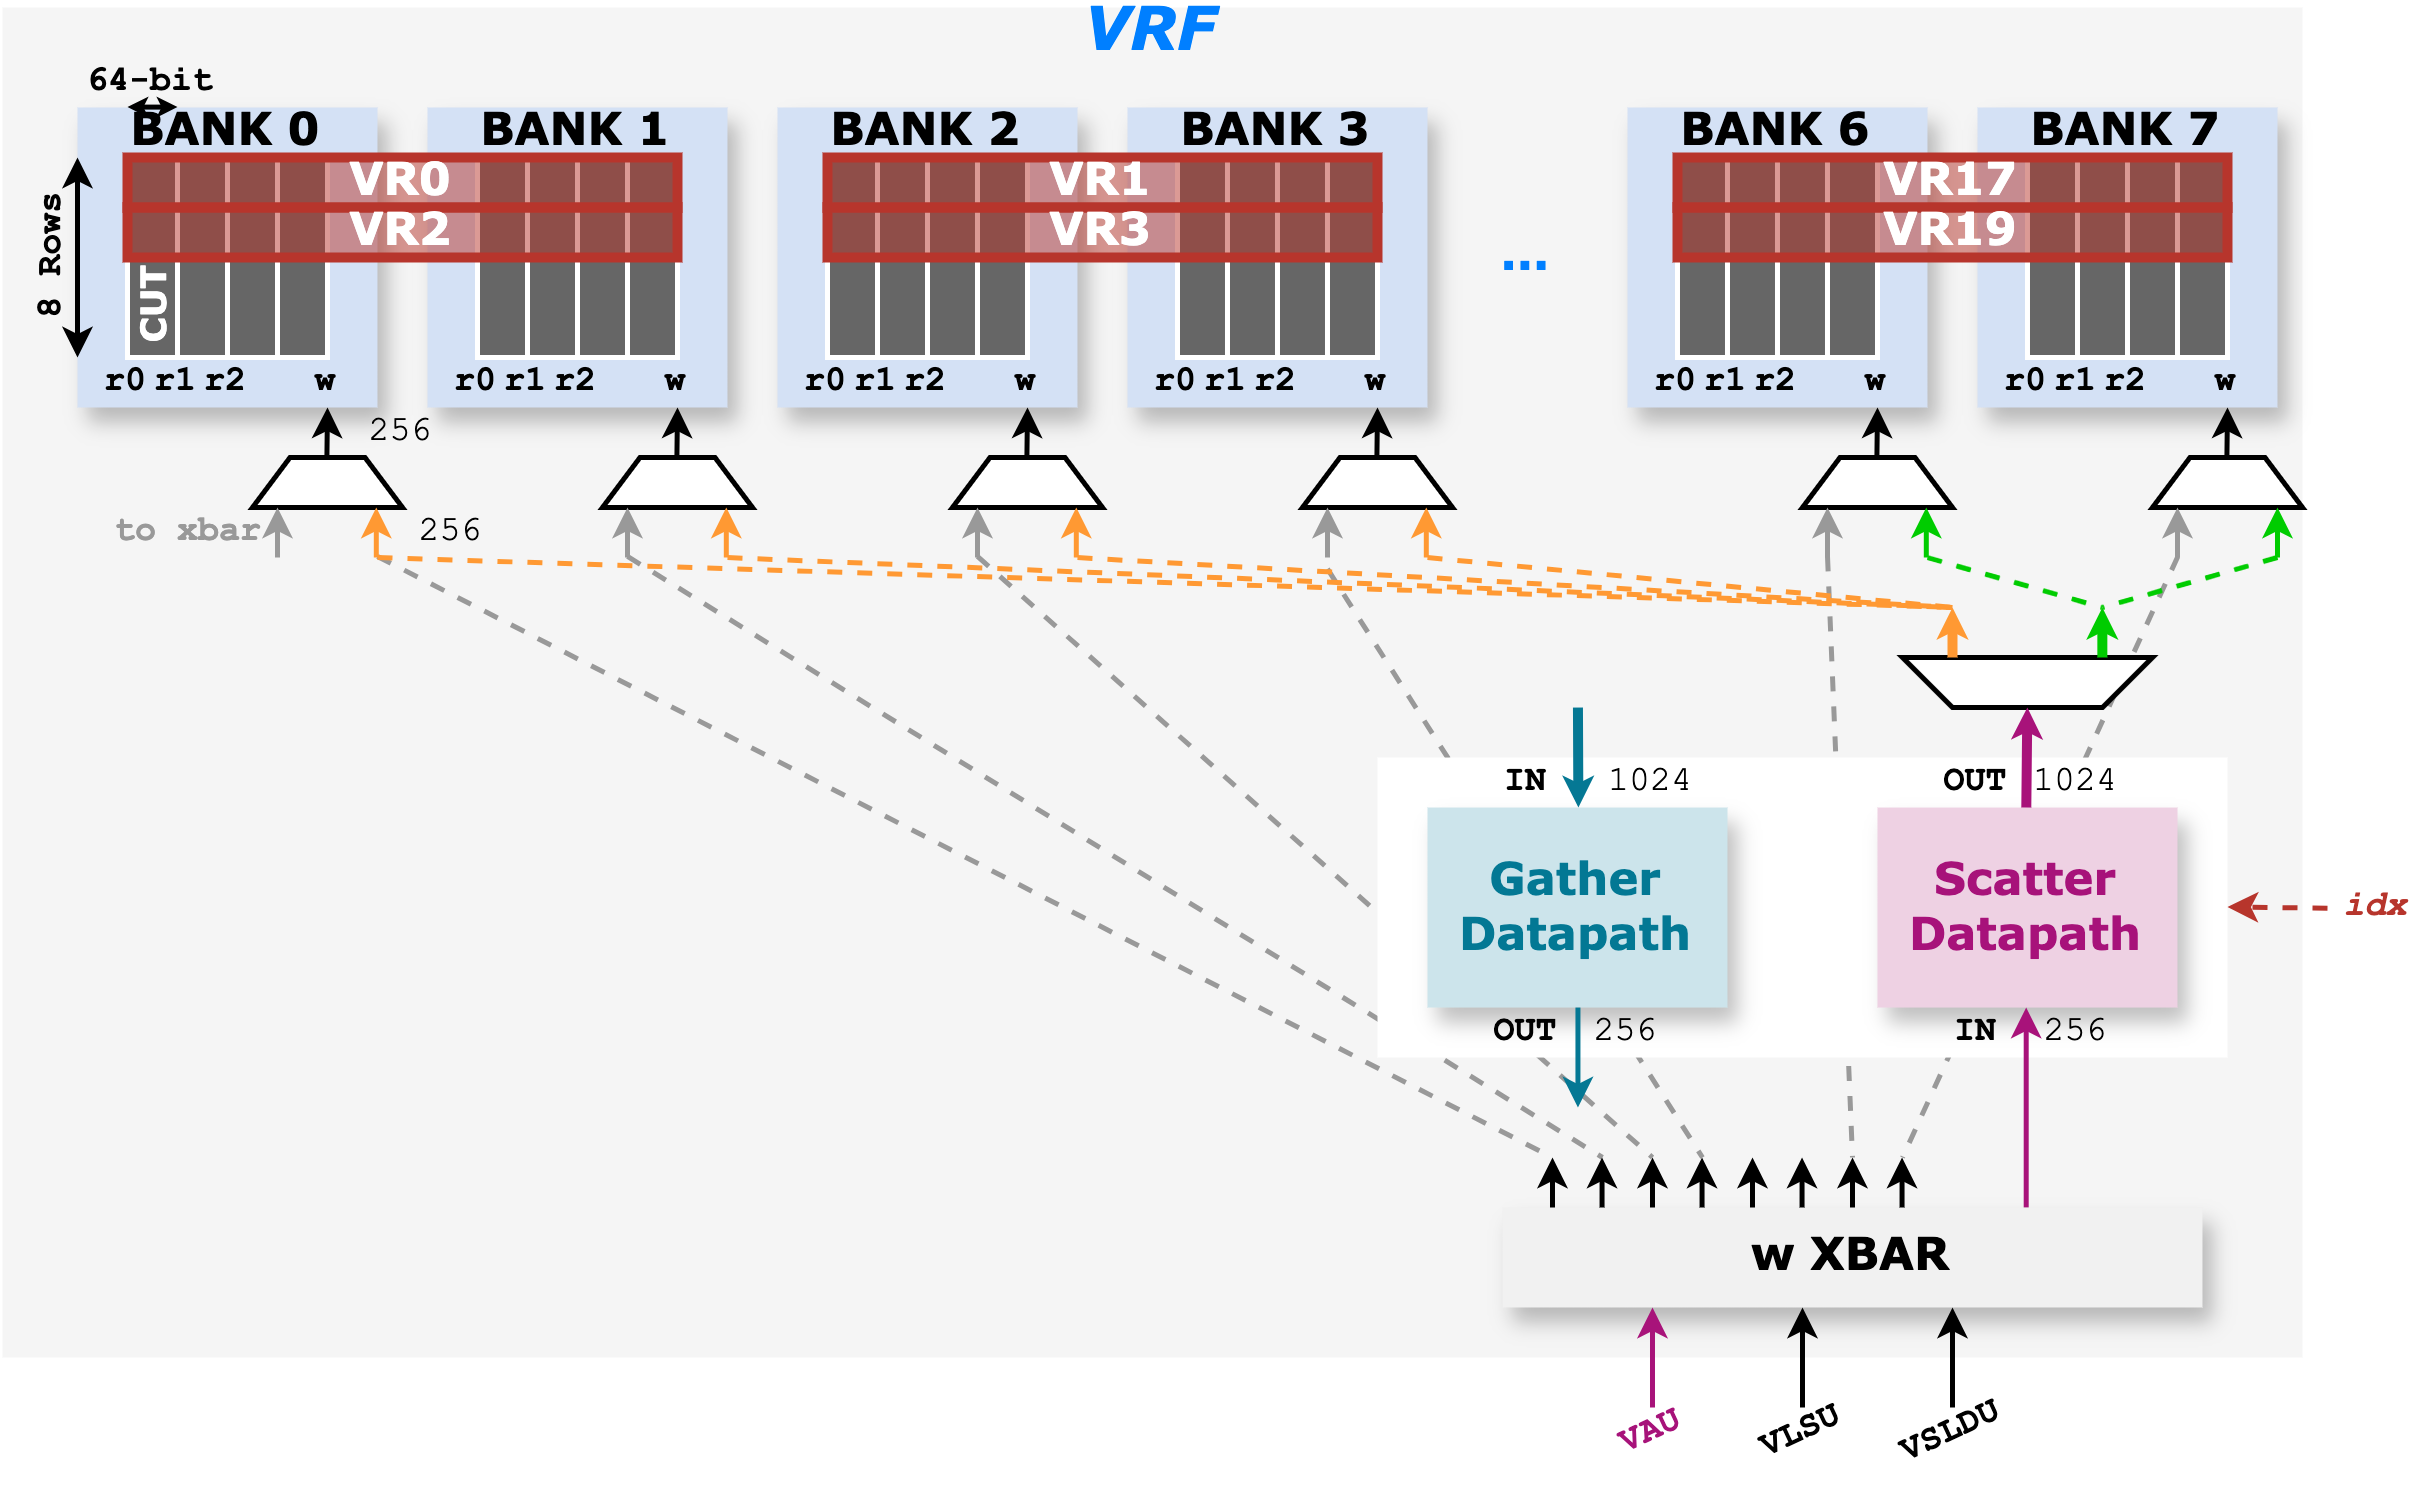 VRF
64-bit
BANK 0
BANK 1
BANK 2
BANK 3
BANK 6
BANK 7
8 Rows
VR0
VR1
VR17
VR2
VR3
VR19
...
CUT
r0 r1 r2 w
r0 r1 r2 w
r0 r1 r2 w
r0 r1 r2 w
r0 r1 r2 w
r0 r1 r2 w
256
to xbar
256
IN 1024
OUT 1024
Gather
Datapath
Scatter
Datapath
idx
OUT 256
IN 256
w XBAR
VAU
VLSU
VSLDU